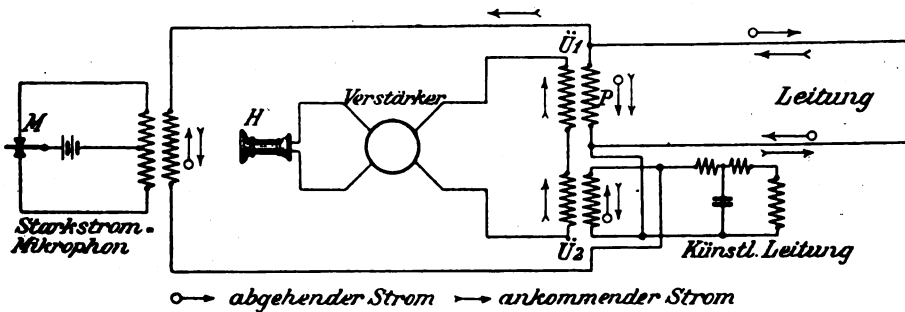 Ü1
M
H
Verstärker
P
Leitung
Starkstrom-
Mikrophon
Ü2
Künstl. Leitung
abgehender Strom ankommender Strom